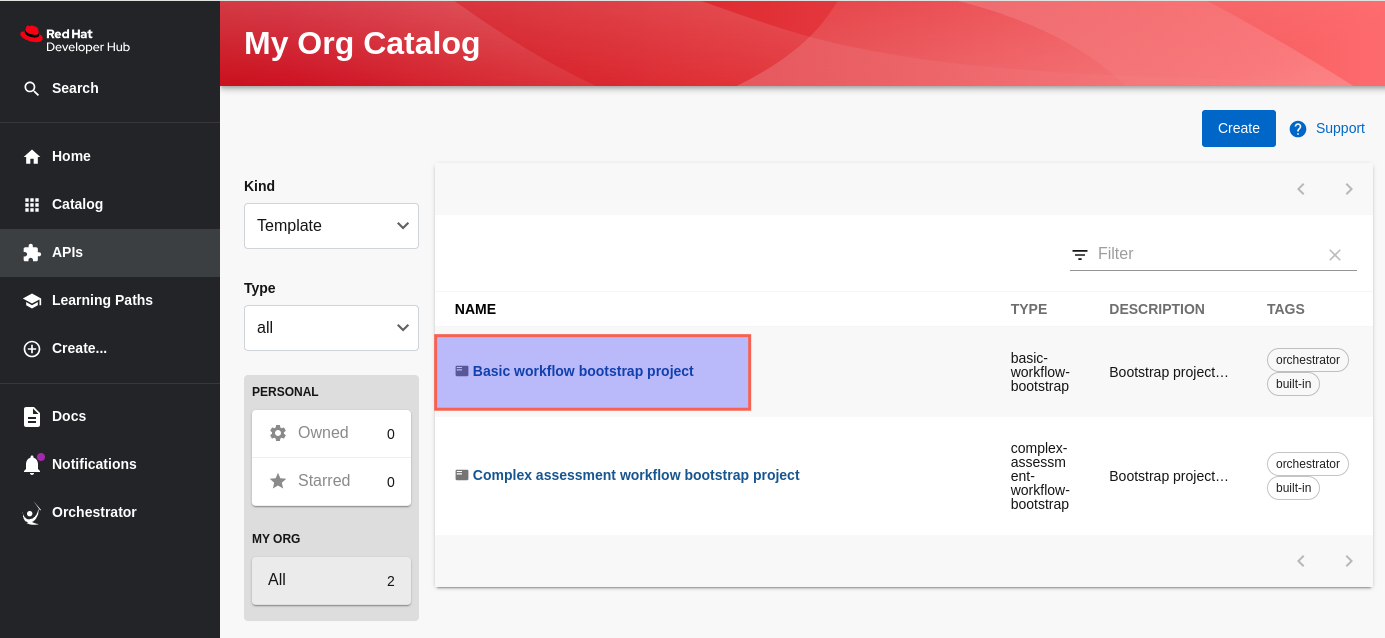 Red Hat
Developer Hub
Search
Home
Catalog
APIs
Learning Paths
Create...
Docs
Notifications
Orchestrator
My Org Catalog
Create
Support
Kind
Template
Type
all
PERSONAL
Owned 0
Starred 0
MY ORG
All 2
Filter
NAME TYPE DESCRIPTION TAGS
Basic workflow bootstrap project
basic-
workflow-
bootstrap
Bootstrap project…
orchestrator
built-in
Complex assessment workflow bootstrap project
complex-
assessm
ent-
workflow-
bootstrap
Bootstrap project…
orchestrator
built-in